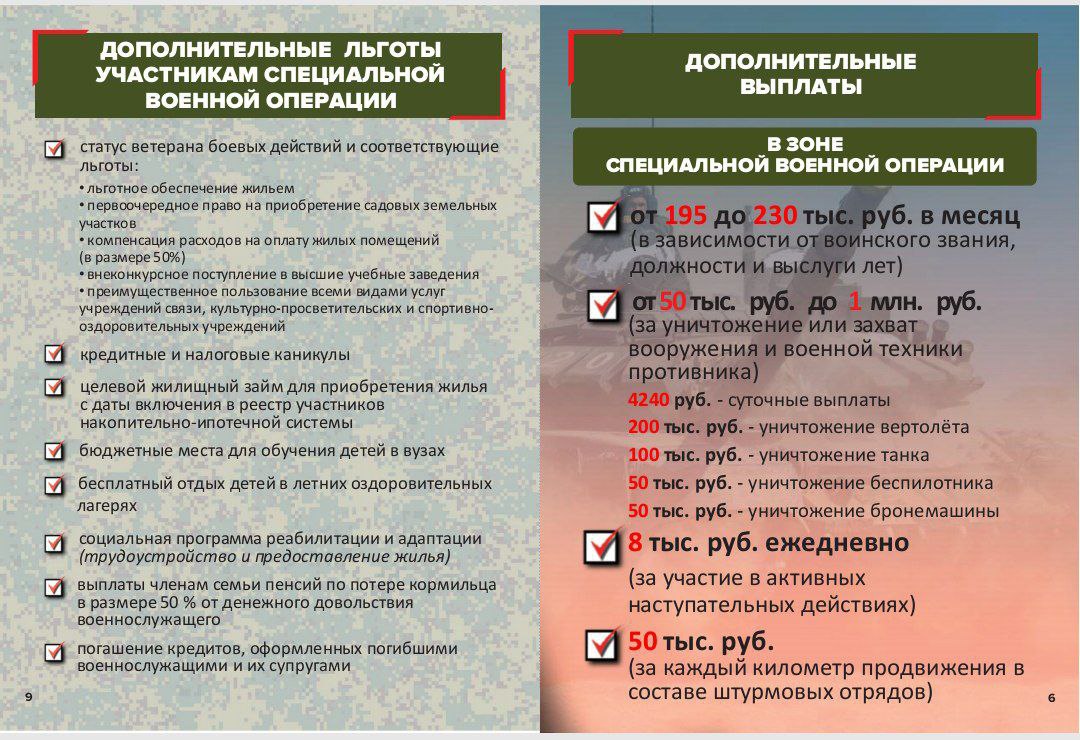 ДОПОЛНИТЕЛЬНЫЕ ЛЬГОТЫ
УЧАСТНИКАМ СПЕЦИАЛЬНОЙ
ВОЕННОЙ ОПЕРАЦИИ
статус ветерана боевых действий и соответствующие
льготы:
• льготное обеспечение жильем
• первоочередное право на приобретение садовых земельных
участков
• компенсация расходов на оплату жилых помещений
(в размере 50%)
• внеконкурсное поступление в высшие учебные заведения
• преимущественное пользование всеми видами услуг
учреждений связи, культурно-просветительских и спортивно-
оздоровительных учреждений
кредитные и налоговые каникулы
целевой жилищный займ для приобретения жилья
с даты включения в реестр участников
накопительно-ипотечной системы
бюджетные места для обучения детей в вузах
бесплатный отдых детей в летних оздоровительных
лагерях
социальная программа реабилитации и адаптации
(трудоустройство и предоставление жилья)
выплаты членам семьи пенсий по потере кормильца
в размере 50 % от денежного довольствия
военнослужащего
погашение кредитов, оформленных погибшими
военнослужащими и их супругами
9
ДОПОЛНИТЕЛЬНЫЕ
ВЫПЛАТЫ
В ЗОНЕ
СПЕЦИАЛЬНОЙ ВОЕННОЙ ОПЕРАЦИИ
от 195 до 230 тыс. руб. в месяц
(в зависимости от воинского звания,
должности и выслуги лет)
от 50 тыс. руб. до 1 млн. руб.
(за уничтожение или захват
вооружения и военной техники
противника)
4240 руб. - суточные выплаты
200 тыс. руб. - уничтожение вертолёта
100 тыс. руб. - уничтожение танка
50 тыс. руб. - уничтожение беспилотника
50 тыс. руб. - уничтожение бронемашины
8 тыс. руб. ежедневно
(за участие в активных
наступательных действиях)
50 тыс. руб.
(за каждый километр продвижения в
составе штурмовых отрядов)
6